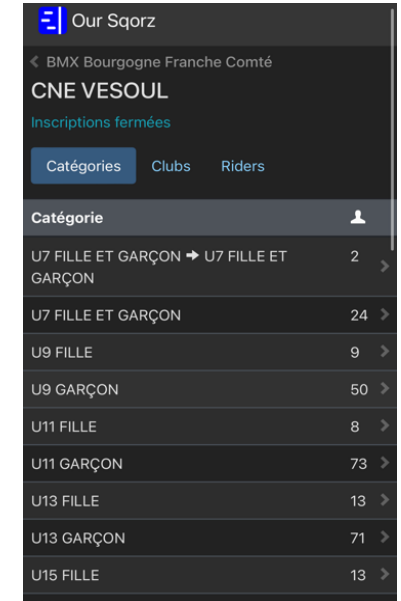 Our Sqorz
BMX Bourgogne Franche Comté
CNE VESOUL
Inscriptions fermées
Catégories Clubs Riders
Catégorie
U7 FILLE ET GARÇON → U7 FILLE ET 2
GARÇON
U7 FILLE ET GARÇON 24
U9 FILLE 9
U9 GARÇON 50
U11 FILLE 8
U11 GARÇON 73
U13 FILLE 13
U13 GARÇON 71
U15 FILLE 13